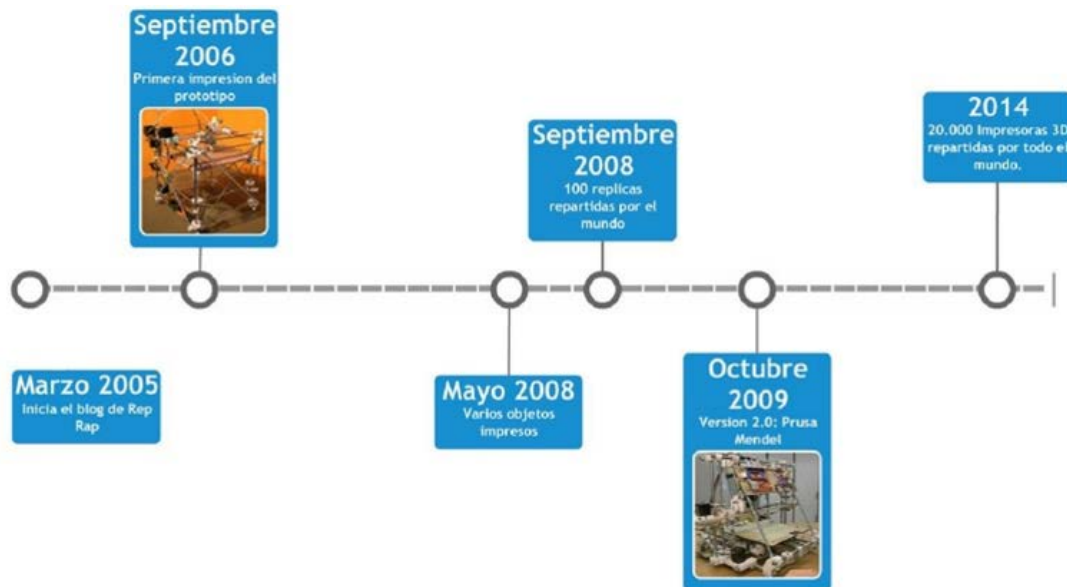 Septiembre
2006
Primera impresion del
prototipo
Septiembre
2008
100 replicas
repartidas por el
mundo
2014
20.000 Impresoras 3D
repartidas por todo el
mundo.
Marzo 2005
Inicia el blog de Rep
Rap
Mayo 2008
Varios objetos
impresos
Octubre
2009
Version 2.0: Prusa
Mendel